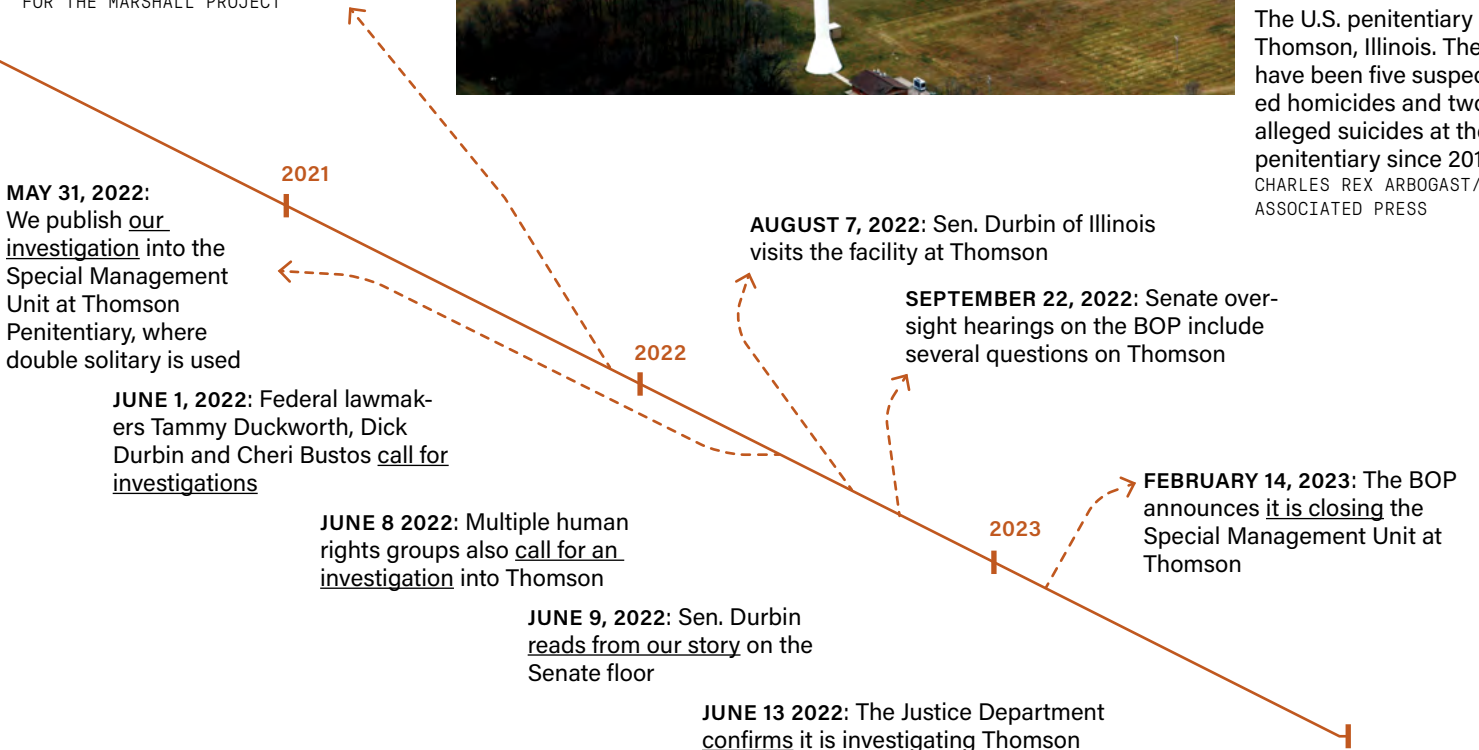 FOR THE MARSHALL PROJECT
The U.S. penitentiary
Thomson, Illinois. The
have been five suspec
ed homicides and two
alleged suicides at the
penitentiary since 201
CHARLES REX ARBOGAST/
ASSOCIATED PRESS
2021
MAY 31, 2022:
We publish our
investigation into the
Special Management
Unit at Thomson
Penitentiary, where
double solitary is used
JUNE 1, 2022: Federal lawmak-
ers Tammy Duckworth, Dick
Durbin and Cheri Bustos call for
investigations
JUNE 8 2022: Multiple human
rights groups also call for an
investigation into Thomson
JUNE 9, 2022: Sen. Durbin
reads from our story on the
Senate floor
JUNE 13 2022: The Justice Department
confirms it is investigating Thomson
2022
AUGUST 7, 2022: Sen. Durbin of Illinois
visits the facility at Thomson
SEPTEMBER 22, 2022: Senate over-
sight hearings on the BOP include
several questions on Thomson
2023
FEBRUARY 14, 2023: The BOP
announces it is closing the
Special Management Unit at
Thomson